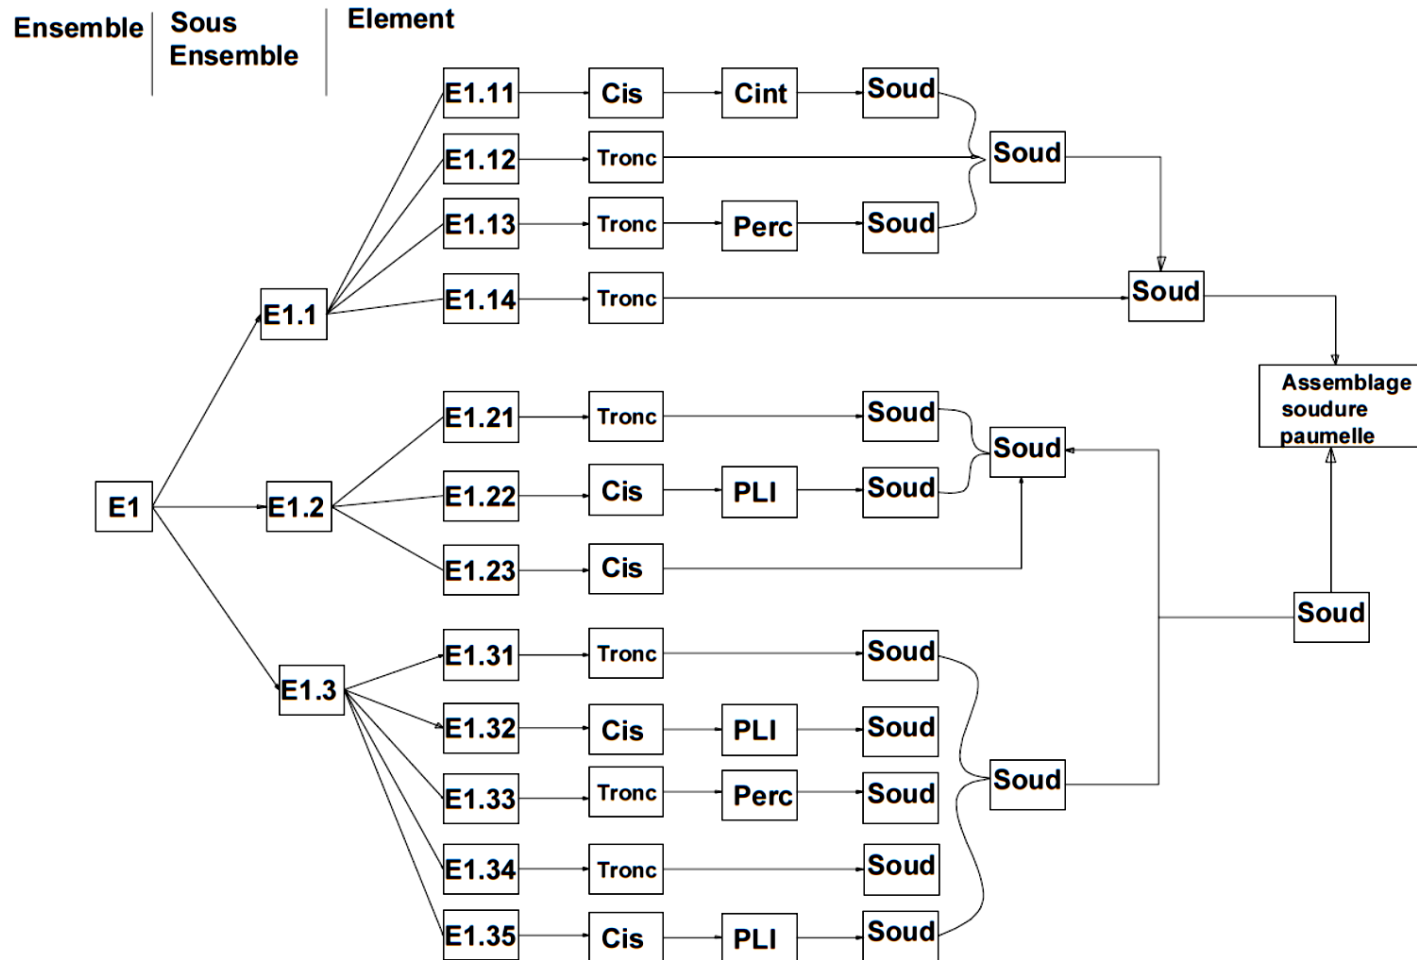 Ensemble
Sous
Ensemble
Element
E1.11
Cis
Cint
Soud
E1.12
Tronc
Soud
E1.13
Tronc
Perc
Soud
E1.14
Tronc
Soud
E1.1
Assemblage
soudure
paumelle
E1.21
Tronc
Soud
Soud
E1.22
Cis
PLI
Soud
E1
E1.2
E1.23
Cis
Soud
E1.31
Tronc
Soud
E1.3
E1.32
Cis
PLI
Soud
E1.33
Tronc
Perc
Soud
Soud
E1.34
Tronc
Soud
E1.35
Cis
PLI
Soud